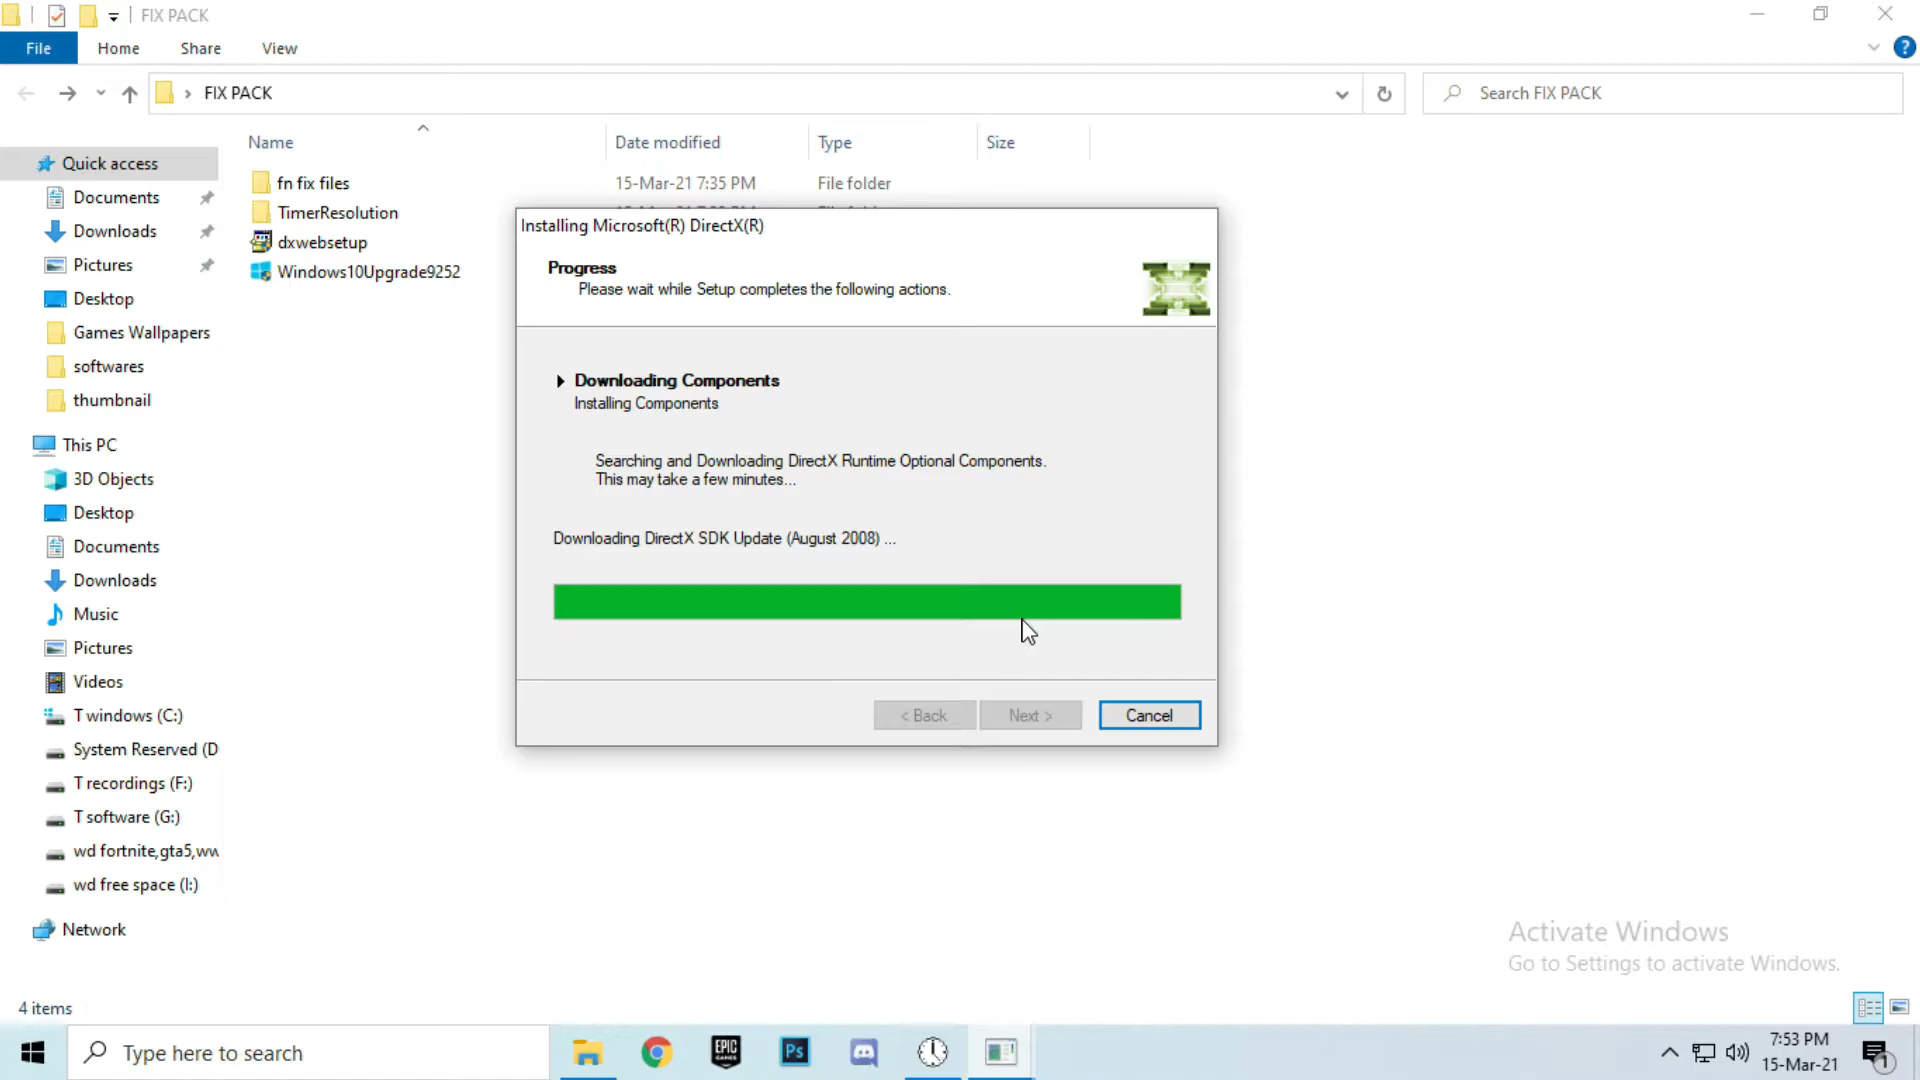 FIX PACK
File
Home
Share
View
?
FIX PACK
Search FIX PACK
Name
Date modified
Type
Size
Quick access
Documents
Downloads
Pictures
Desktop
Games Wallpapers
softwares
thumbnail
This PC
3D Objects
Desktop
Documents
Downloads
Music
Pictures
Videos
T windows (C:)
System Reserved (D
T recordings (F:)
T software (G:)
wd fortnite,gta5,ww
wd free space (I:)
Network
fn fix files
15-Mar-21 7:35 PM
File folder
TimerResolution
dxwebsetup
Windows10Upgrade9252
Installing Microsoft(R) DirectX(R)
Progress
Please wait while Setup completes the following actions.
Downloading Components
Installing Components
Searching and Downloading DirectX Runtime Optional Components.
This may take a few minutes...
Downloading DirectX SDK Update (August 2008) ...
< Back
Next >
Cancel
Activate Windows
Go to Settings to activate Windows.
4 items
Type here to search
EPIC
GAMES
Ps
7:53 PM
15-Mar-21
1